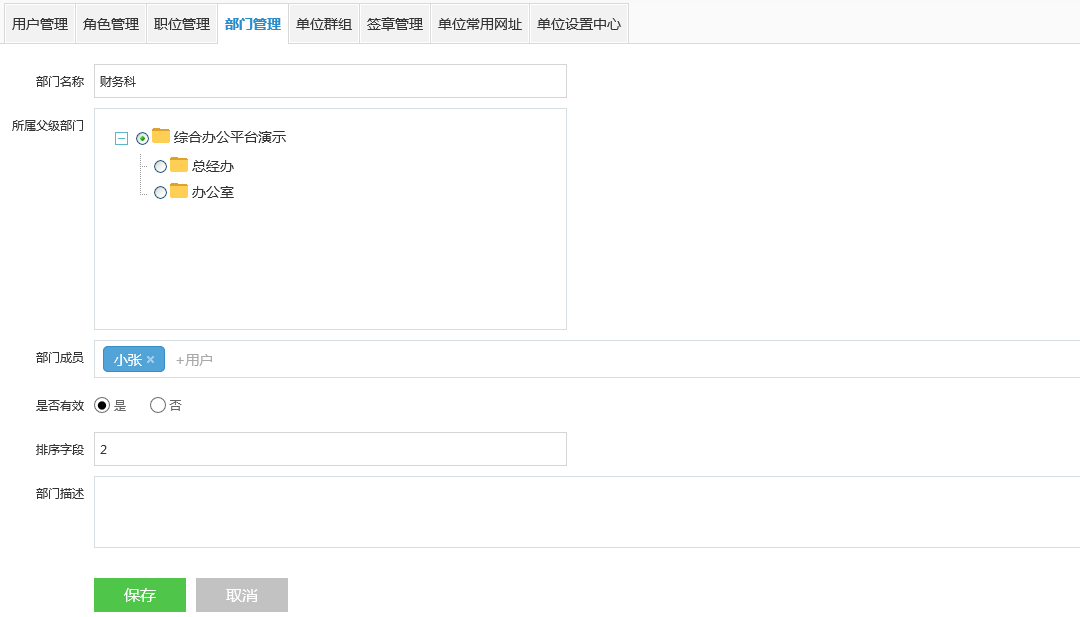 用户管理 角色管理 职位管理 部门管理 单位群组 签章管理 单位常用网址 单位设置中心
部门名称 财务科
所属父级部门
综合办公平台演示
总经办
办公室
部门成员 小张 × +用户
是否有效 是 否
排序字段 2
部门描述
保存 取消